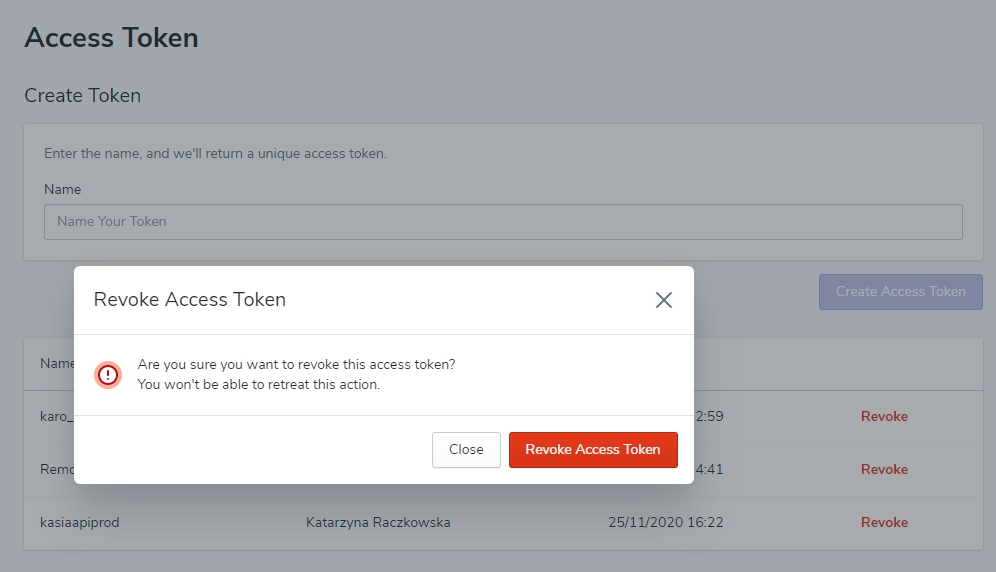 Access Token
Create Token
Enter the name, and we'll return a unique access token.
Name
Name Your Token
Create Access Token
Revoke Access Token
Are you sure you want to revoke this access token?
You won't be able to retreat this action.
Close Revoke Access Token
Name
karo_ 2:59 Revoke
Remo 4:41 Revoke
kasiaapiprod Katarzyna Raczkowska 25/11/2020 16:22 Revoke